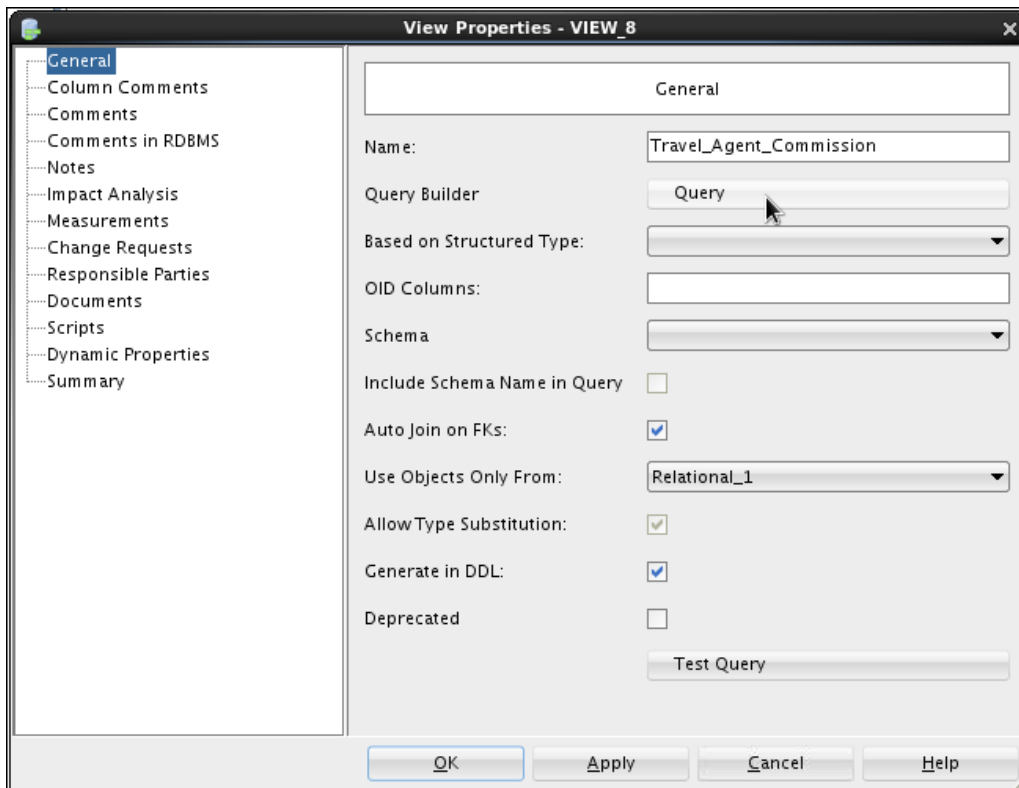 View Properties - VIEW_8
General
Column Comments
Comments
Comments in RDBMS
Notes
Impact Analysis
Measurements
Change Requests
Responsible Parties
Documents
Scripts
Dynamic Properties
Summary
General
Name: Travel_Agent_Commission
Query Builder Query
Based on Structured Type:
OID Columns:
Schema
Include Schema Name in Query
Auto Join on FKs:
Use Objects Only From: Relational_1
Allow Type Substitution:
Generate in DDL:
Deprecated
Test Query
OK Apply Cancel Help